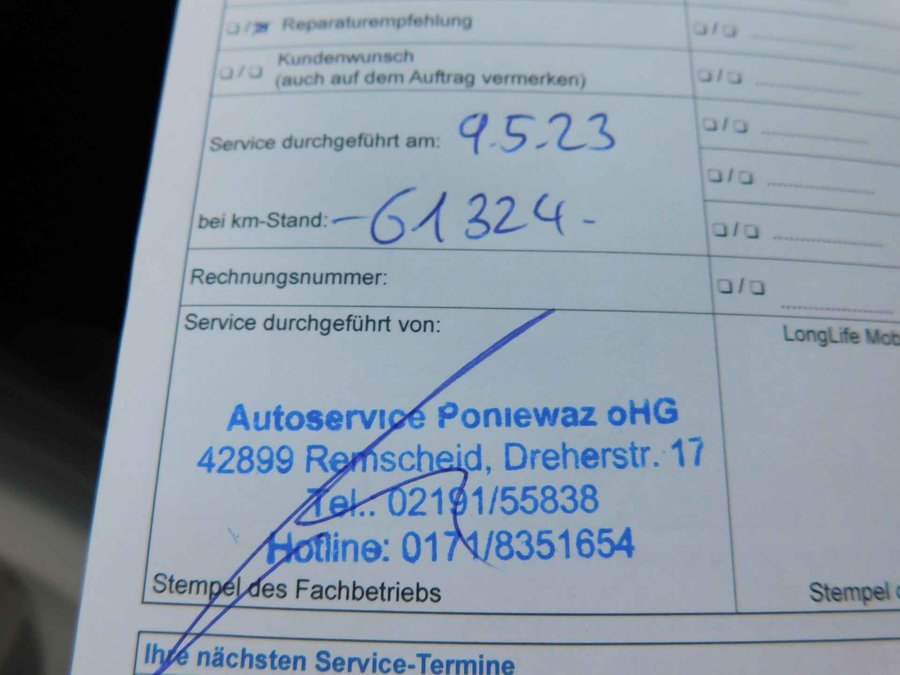 Reparaturempfehlung
Kundenwunsch
(auch auf dem Auftrag vermerken)
Service durchgeführt am: 9.5.23
bei km-Stand: -61324-
Rechnungsnummer:
Service durchgeführt von:
LongLife Mob
Autoservice Poniewaz oHG
42899 Remscheid, Dreherstr. 17
Tel.. 02191/55838
Hotline: 0171/8351654
Stempel des Fachbetriebs
Stempel
Ihre nächsten Service-Termine